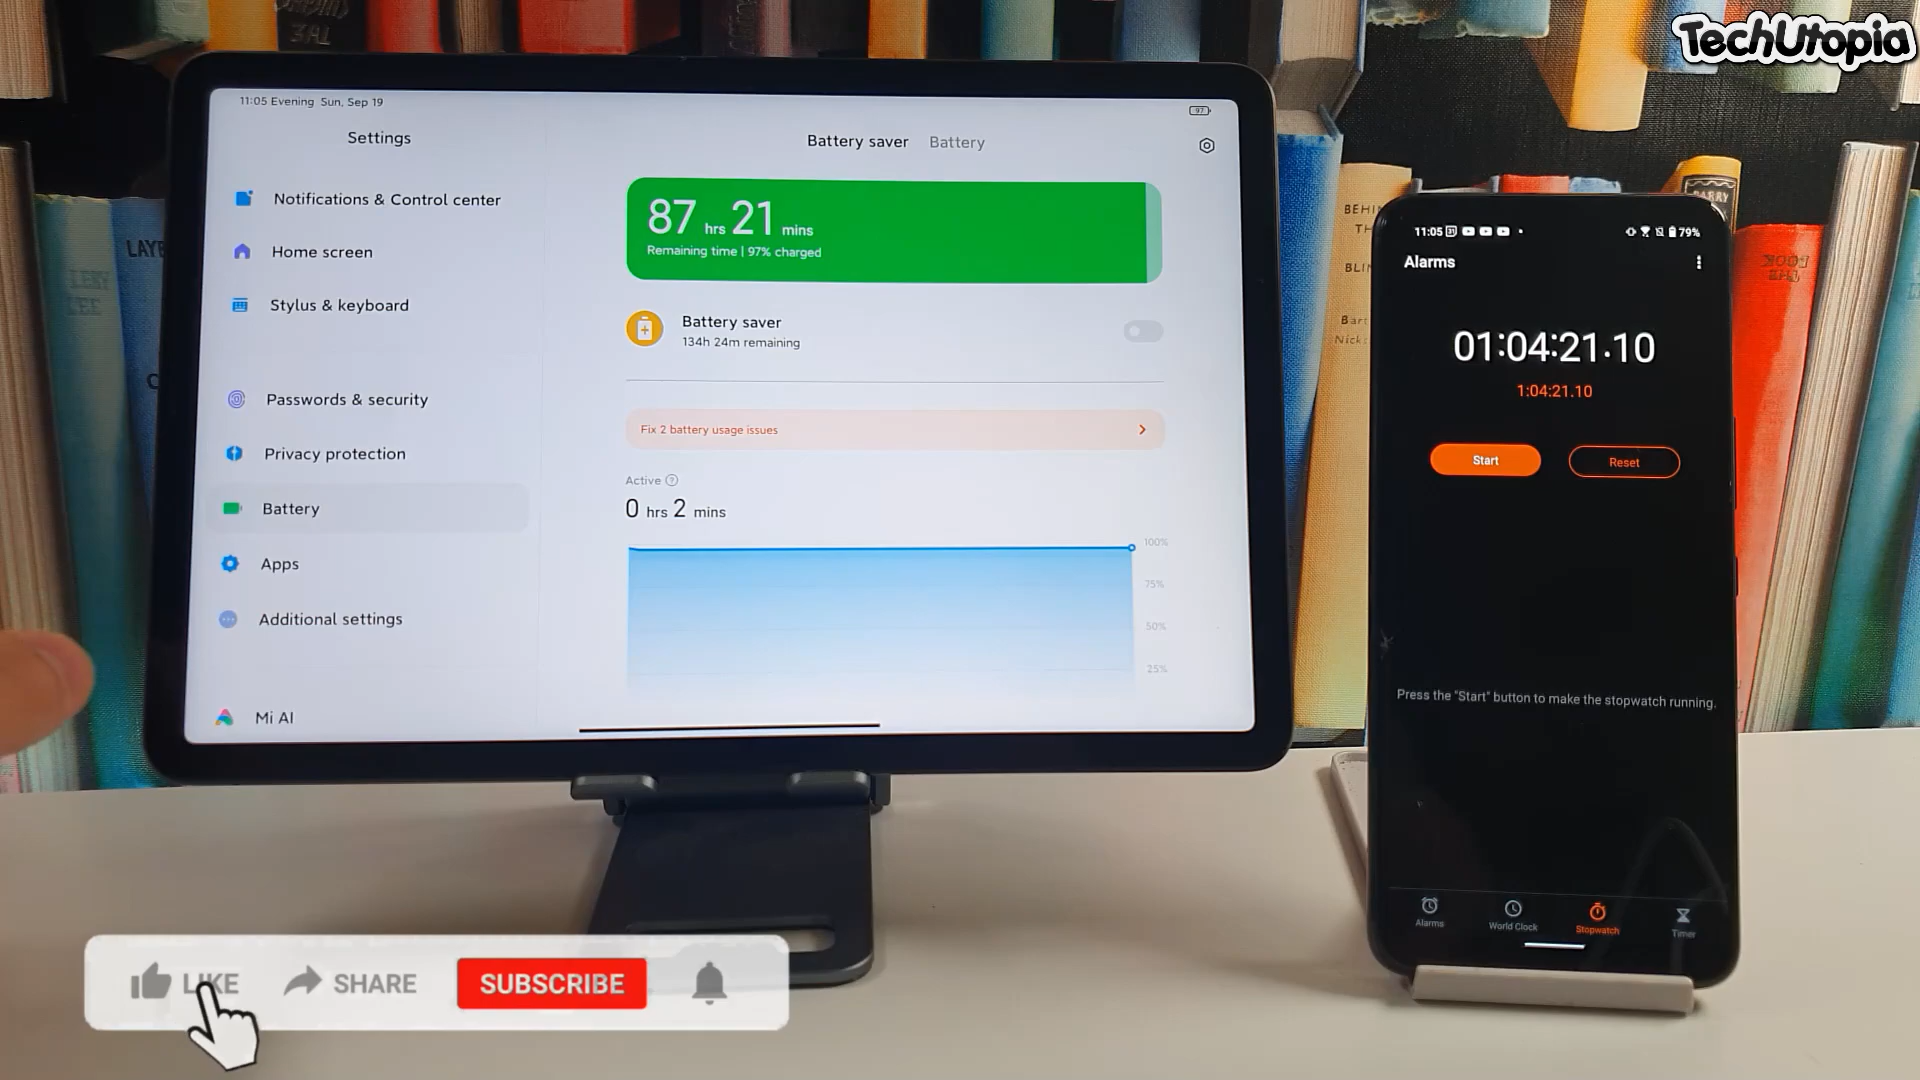 TechUtopia
11:05 Evening Sun, Sep 19
97
Settings
Notifications & Control center
Home screen
Stylus & keyboard
Passwords & security
Privacy protection
Battery
Apps
Additional settings
Mi AI
Battery saver Battery
87 hrs 21 mins
Remaining time | 97% charged
Battery saver
134h 24m remaining
Fix 2 battery usage issues
Active ?
0 hrs 2 mins
100%
75%
50%
25%
11:05 31
79%
Alarms
01:04:21.10
1:04:21.10
Start Reset
Press the "Start" button to make the stopwatch running.
Alarms World Clock Stopwatch Timer
LIKE SHARE SUBSCRIBE